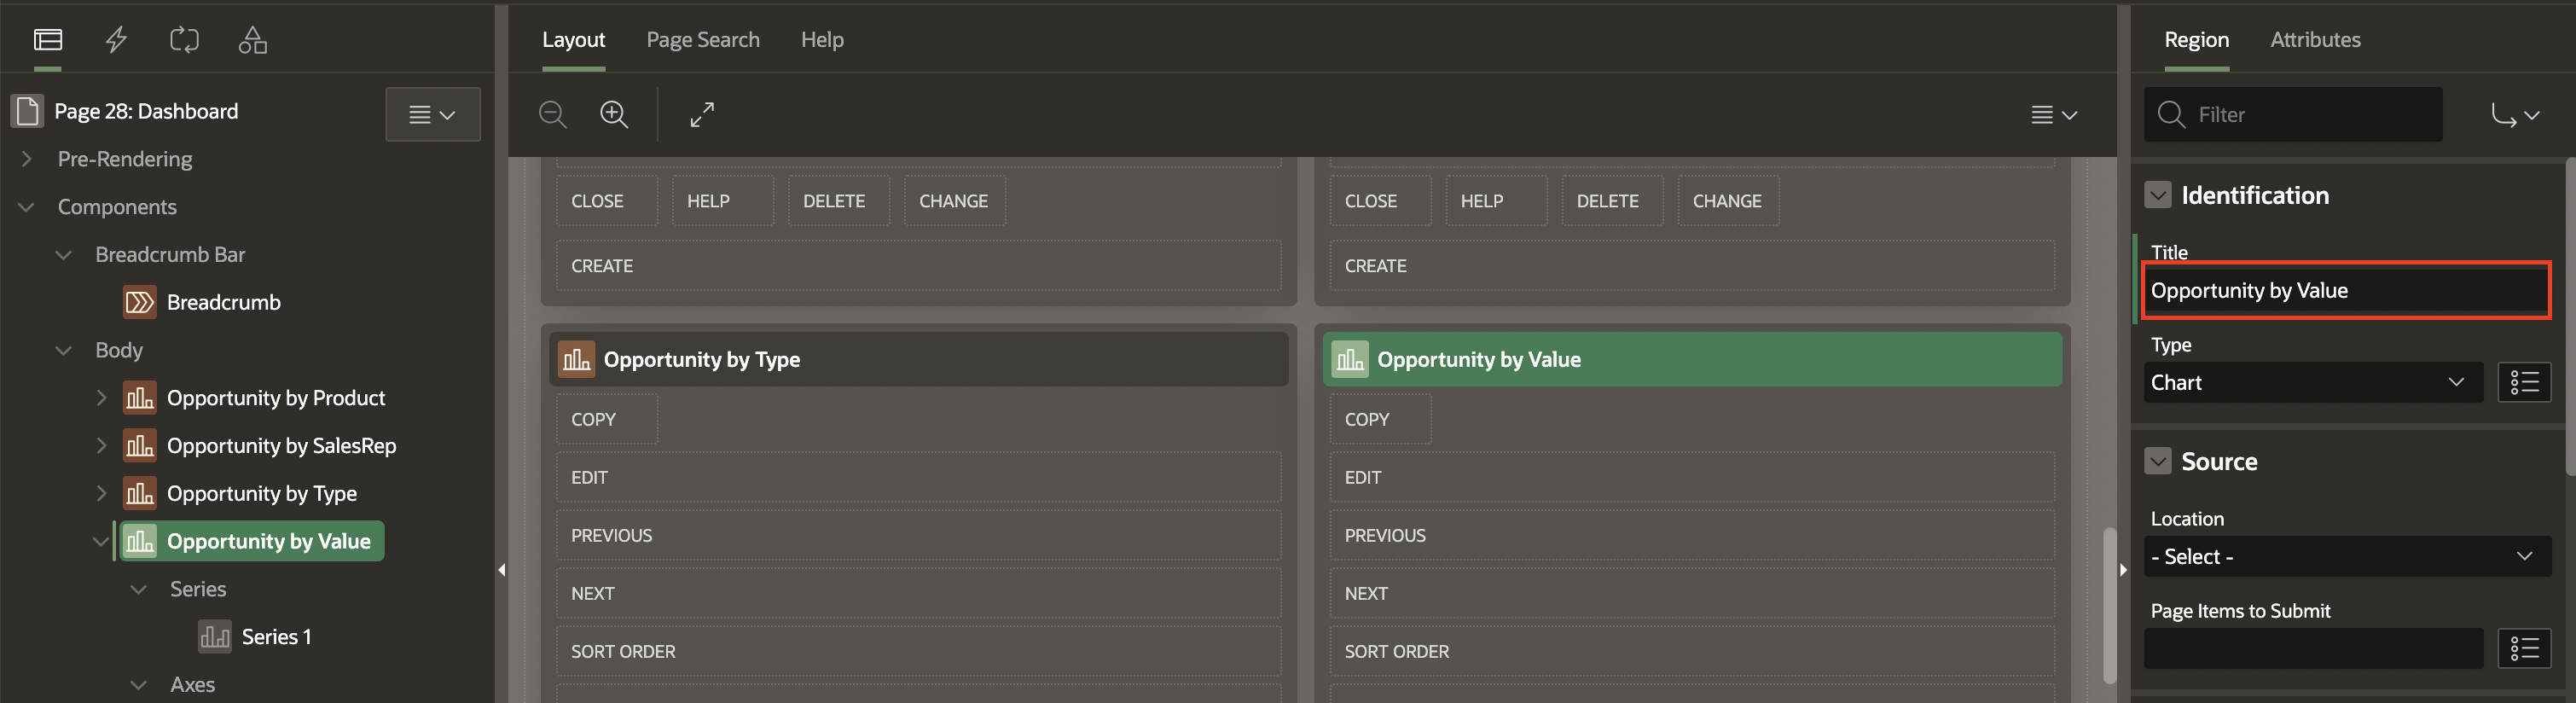 Layout
Page Search
Help
Region
Attributes
Page 28: Dashboard
Pre-Rendering
Components
Breadcrumb Bar
Breadcrumb
Body
Opportunity by Product
Opportunity by SalesRep
Opportunity by Type
Opportunity by Value
Series
Series 1
Axes
CLOSE
HELP
DELETE
CHANGE
CREATE
Opportunity by Type
COPY
EDIT
PREVIOUS
NEXT
SORT ORDER
CLOSE
HELP
DELETE
CHANGE
CREATE
Opportunity by Value
COPY
EDIT
PREVIOUS
NEXT
SORT ORDER
Filter
Identification
Title
Opportunity by Value
Type
Chart
Source
Location
- Select -
Page Items to Submit